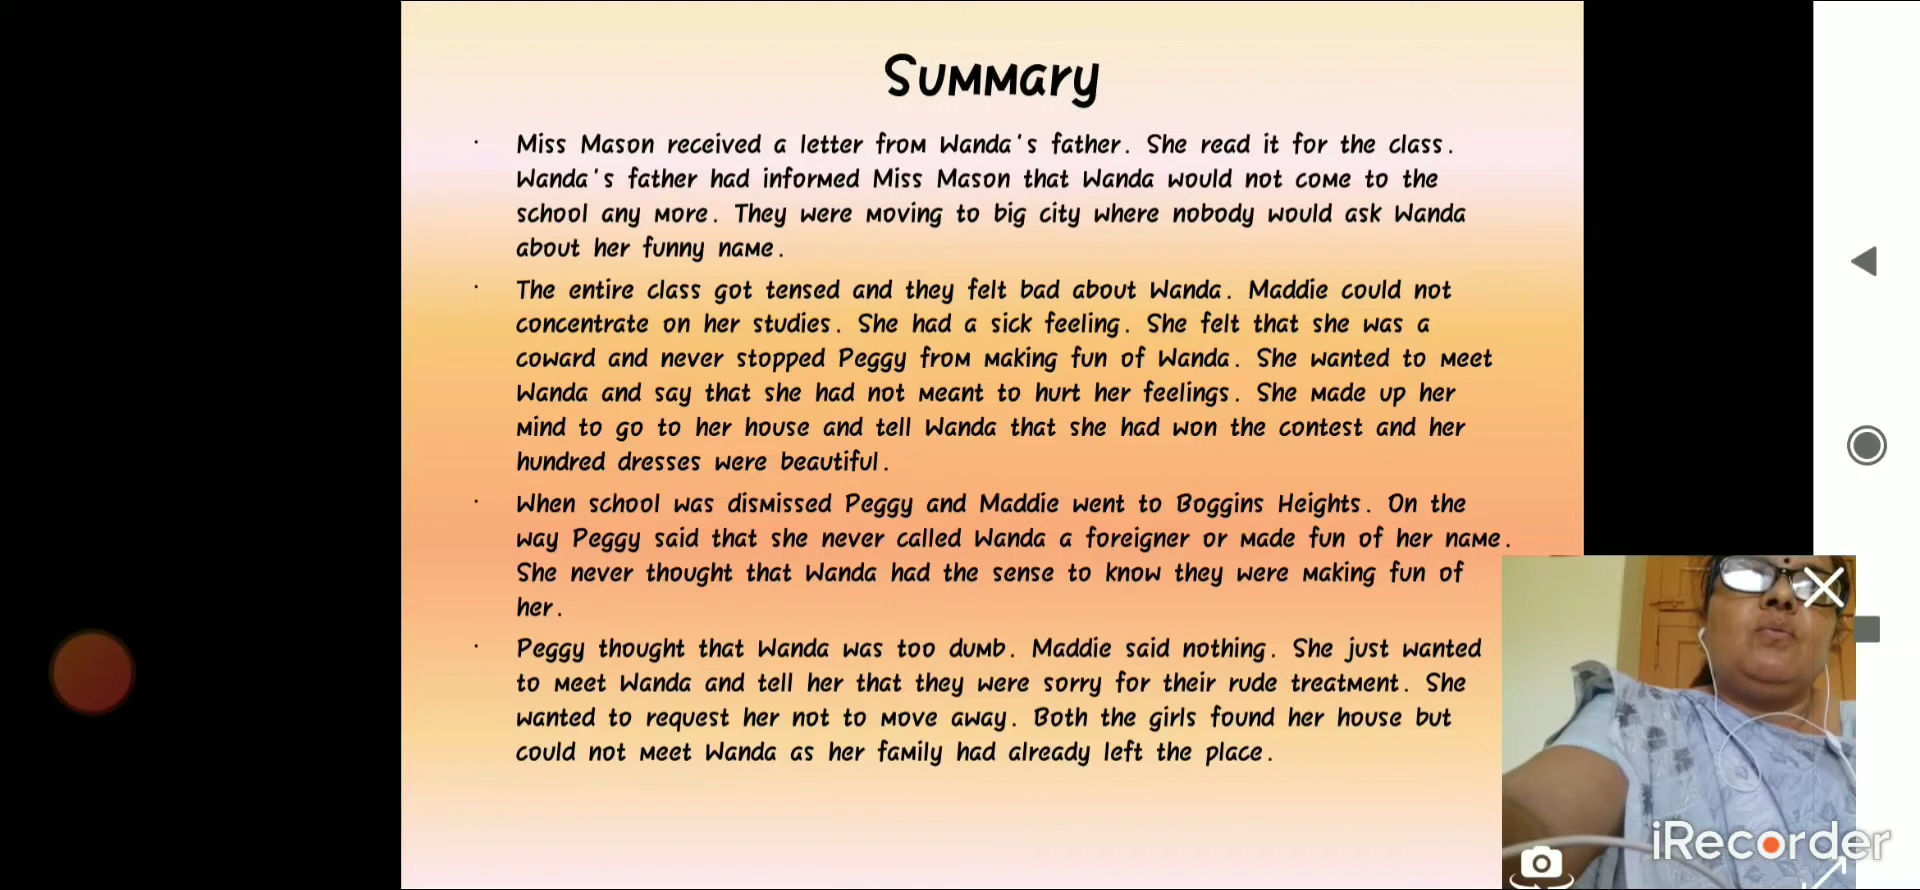 Summary
Miss Mason received a letter from Wanda's father. She read it for the class.
Wanda's father had informed Miss Mason that Wanda would not come to the
school any more. They were moving to big city where nobody would ask Wanda
about her funny name.
The entire class got tensed and they felt bad about Wanda. Maddie could not
concentrate on her studies. She had a sick feeling. She felt that she was a
coward and never stopped Peggy from making fun of Wanda. She wanted to meet
Wanda and say that she had not meant to hurt her feelings. She made up her
mind to go to her house and tell Wanda that she had won the contest and her
hundred dresses were beautiful.
When school was dismissed Peggy and Maddie went to Boggins Heights. On the
way Peggy said that she never called Wanda a foreigner or made fun of her name.
She never thought that Wanda had the sense to know they were making fun of
her.
Peggy thought that Wanda was too dumb. Maddie said nothing. She just wanted
to meet Wanda and tell her that they were sorry for their rude treatment. She
wanted to request her not to move away. Both the girls found her house but
could not meet Wanda as her family had already left the place.
iRecorder